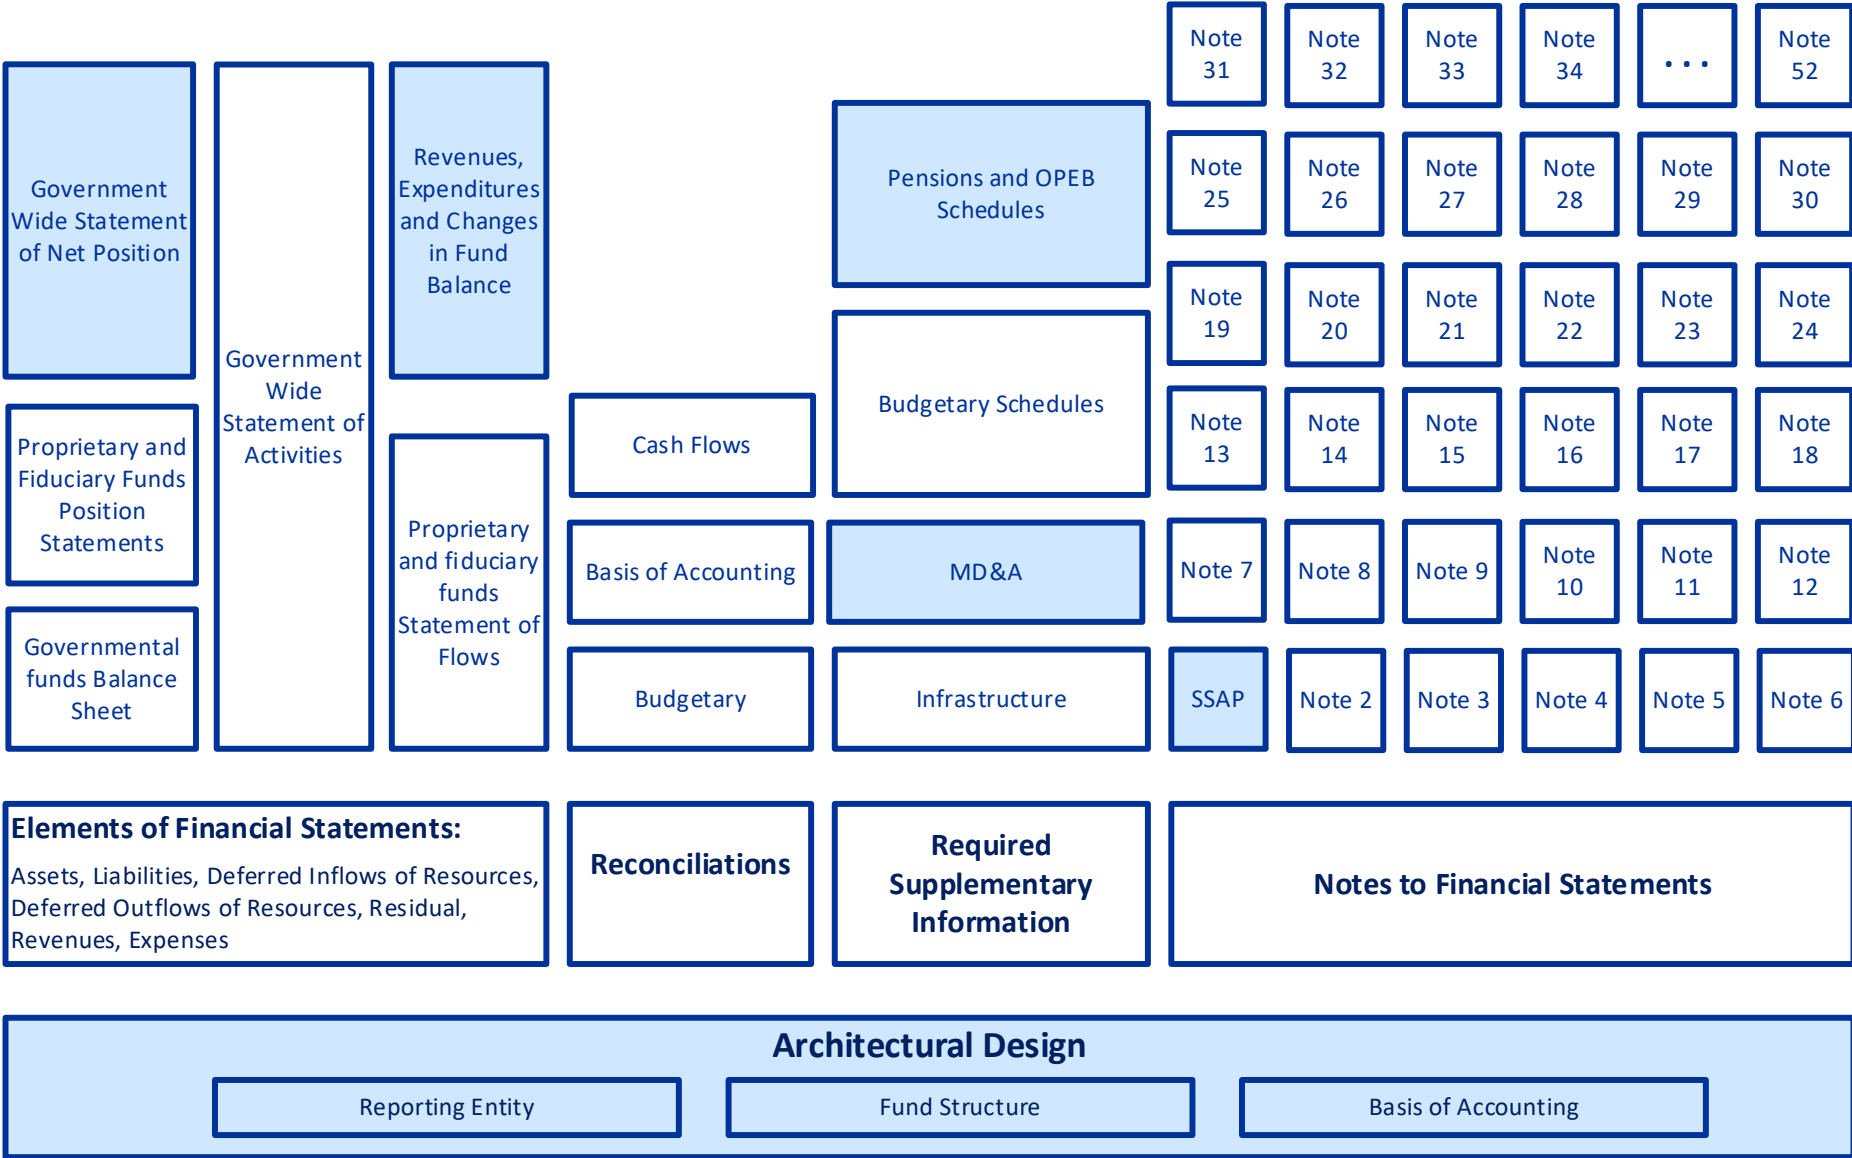 Government
Wide Statement
of Net Position
Proprietary and
Fiduciary Funds
Position
Statements
Governmental
funds Balance
Sheet
Government
Wide
Statement of
Activities
Revenues,
Expenditures
and Changes
in Fund
Balance
Proprietary
and fiduciary
funds
Statement of
Flows
Cash Flows
Basis of Accounting
Budgetary
Pensions and OPEB
Schedules
Budgetary Schedules
MD&A
Infrastructure
Note
31
Note
32
Note
33
Note
34
...
Note
52
Note
25
Note
26
Note
27
Note
28
Note
29
Note
30
Note
19
Note
20
Note
21
Note
22
Note
23
Note
24
Note
13
Note
14
Note
15
Note
16
Note
17
Note
18
Note 7
Note 8
Note 9
Note
10
Note
11
Note
12
SSAP
Note 2
Note 3
Note 4
Note 5
Note 6
Elements of Financial Statements:
Assets, Liabilities, Deferred Inflows of Resources,
Deferred Outflows of Resources, Residual,
Revenues, Expenses
Reconciliations
Required
Supplementary
Information
Notes to Financial Statements
Architectural Design
Reporting Entity
Fund Structure
Basis of Accounting